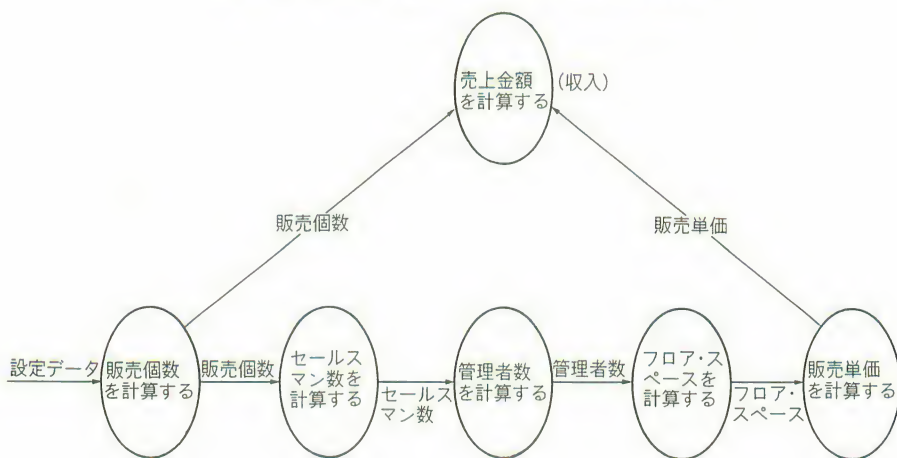 売上金額
を計算する
(収入)
販売個数
販売単価
設定データ
販売個数
を計算する
販売個数
セールス
マン数を
計算する
セールス
マン数
管理者数
を計算する
管理者数
フロア・ス
ペースを
計算する
フロア・
スペース
販売単価
を計算する